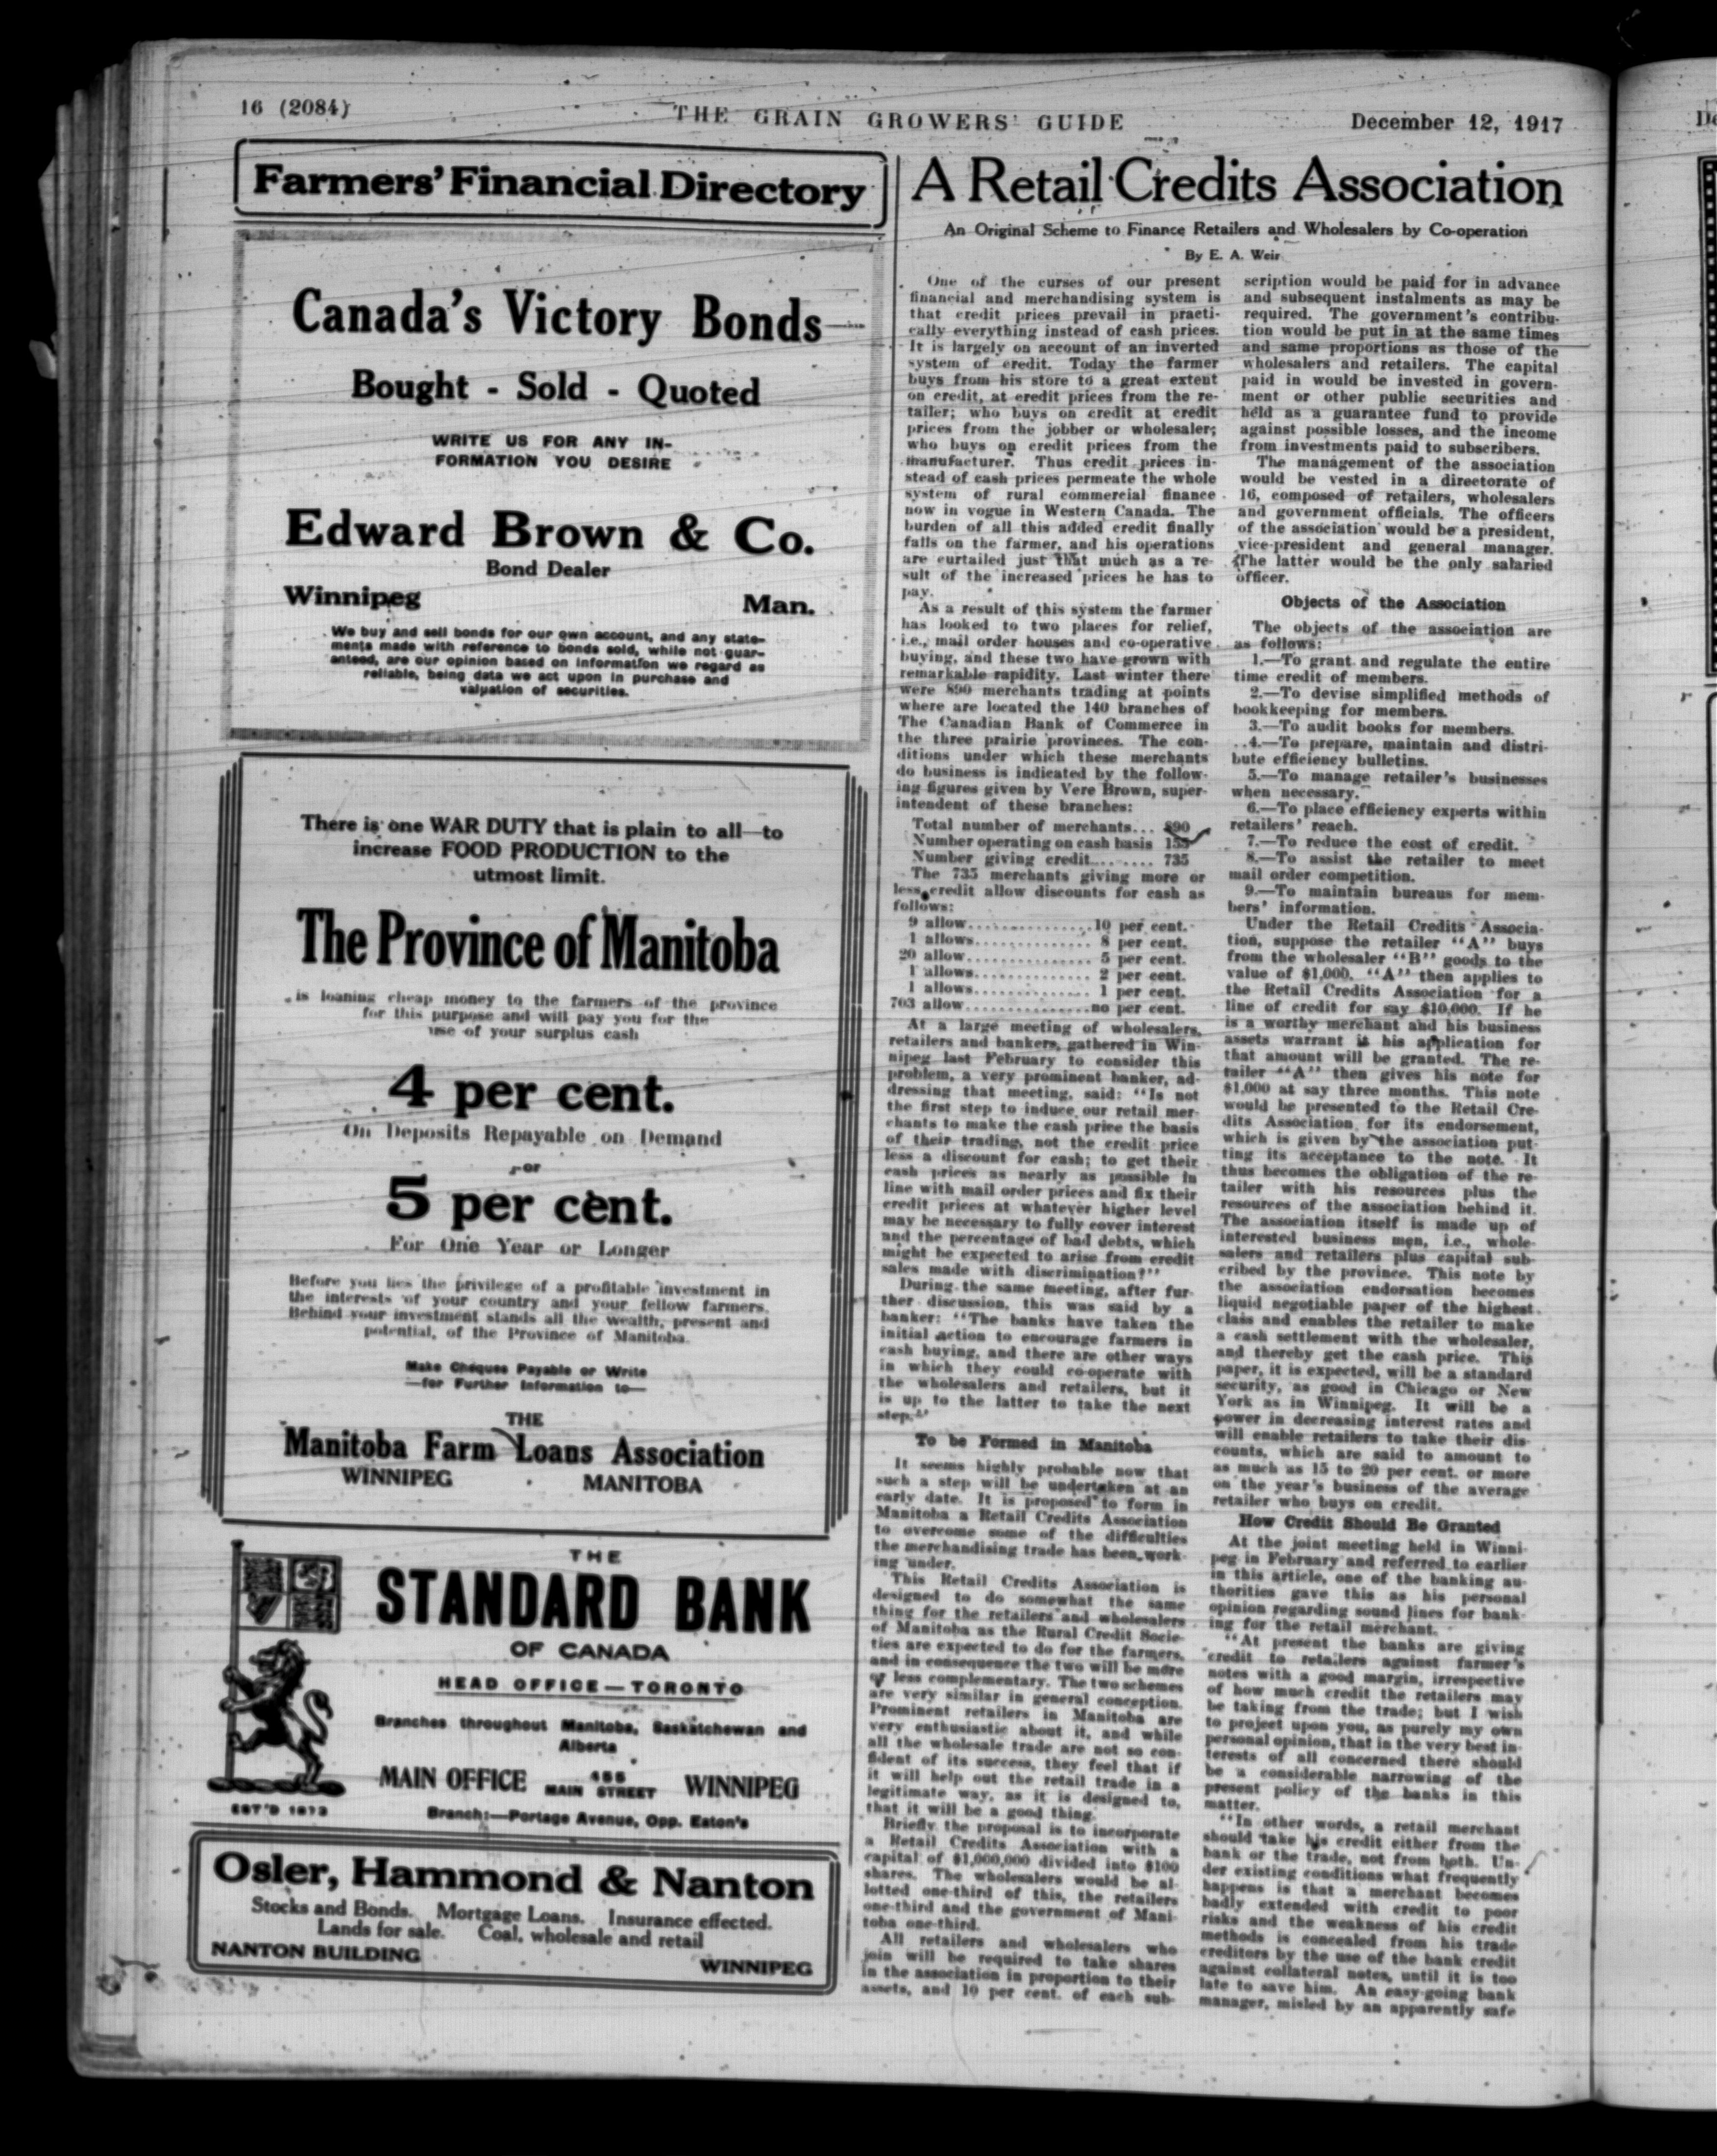 16 (2084)
THE GRAIN GROWERS' GUIDE
December 12, 1917
Farmers' Financial Directory
Canada's Victory Bonds
Bought - Sold - Quoted
WRITE US FOR ANY IN-
FORMATION YOU DESIRE
Edward Brown & Co.
Bond Dealer
Winnipeg Man.
We buy and sell bonds for our own account, and any state-
ments made with reference to bonds sold, while not guar-
anteed, are our opinion based on information we regard as
reliable, being data we act upon in purchase and
valuation of securities.
There is one WAR DUTY that is plain to all—to
increase FOOD PRODUCTION to the
utmost limit.
The Province of Manitoba
is loaning cheap money to the farmers of the province
for this purpose and will pay you for the
use of your surplus cash
4 per cent.
On Deposits Repayable on Demand
or
5 per cent.
For One Year or Longer
Before you lies the privilege of a profitable investment in
the interests of your country and your fellow farmers.
Behind your investment stands all the wealth, present and
potential, of the Province of Manitoba.
Make Cheques Payable or Write
—for Further Information to—
THE
Manitoba Farm Loans Association
WINNIPEG MANITOBA
THE
STANDARD BANK
OF CANADA
HEAD OFFICE — TORONTO
Branches throughout Manitoba, Saskatchewan and
Alberta
MAIN OFFICE 455 MAIN STREET WINNIPEG
EST'D 1873
Branch:—Portage Avenue, Opp. Eaton's
Osler, Hammond & Nanton
Stocks and Bonds. Mortgage Loans. Insurance effected.
Lands for sale. Coal, wholesale and retail
NANTON BUILDING
WINNIPEG
A Retail Credits Association
An Original Scheme to Finance Retailers and Wholesalers by Co-operation
By E. A. Weir
One of the curses of our present
financial and merchandising system is
that credit prices prevail in practi-
cally everything instead of cash prices.
It is largely on account of an inverted
system of credit. Today the farmer
buys from his store to a great extent
on credit, at credit prices from the re-
tailer; who buys on credit at credit
prices from the jobber or wholesaler;
who buys on credit prices from the
manufacturer. Thus credit prices in-
stead of cash prices permeate the whole
system of rural commercial finance
now in vogue in Western Canada. The
burden of all this added credit finally
falls on the farmer, and his operations
are curtailed just that much as a re-
sult of the increased prices he has to
pay.
As a result of this system the farmer
has looked to two places for relief,
i.e., mail order houses and co-operative
buying, and these two have grown with
remarkable rapidity. Last winter there
were 890 merchants trading at points
where are located the 140 branches of
The Canadian Bank of Commerce in
the three prairie provinces. The con-
ditions under which these merchants
do business is indicated by the follow-
ing figures given by Vere Brown, super-
intendent of these branches:
Total number of merchants... 890
Number operating on cash basis 155
Number giving credit........ 735
The 735 merchants giving more or
less credit allow discounts for cash as
follows:
9 allow...............10 per cent.
1 allows.............. 8 per cent.
20 allow............... 5 per cent.
1 allows.............. 2 per cent.
1 allows.............. 1 per cent.
703 allow...............no per cent.
At a large meeting of wholesalers,
retailers and bankers, gathered in Win-
nipeg last February to consider this
problem, a very prominent banker, ad-
dressing that meeting, said: "Is not
the first step to induce our retail mer-
chants to make the cash price the basis
of their trading, not the credit price
less a discount for cash; to get their
cash prices as nearly as possible in
line with mail order prices and fix their
credit prices at whatever higher level
may be necessary to fully cover interest
and the percentage of bad debts, which
might be expected to arise from credit
sales made with discrimination?"
During the same meeting, after fur-
ther discussion, this was said by a
banker: "The banks have taken the
initial action to encourage farmers in
cash buying, and there are other ways
in which they could co-operate with
the wholesalers and retailers, but it
is up to the latter to take the next
step."
To be Formed in Manitoba
It seems highly probable now that
such a step will be undertaken at an
early date. It is proposed to form in
Manitoba a Retail Credits Association
to overcome some of the difficulties
the merchandising trade has been work-
ing under.
This Retail Credits Association is
designed to do somewhat the same
thing for the retailers and wholesalers
of Manitoba as the Rural Credit Socie-
ties are expected to do for the farmers,
and in consequence the two will be more
or less complementary. The two schemes
are very similar in general conception.
Prominent retailers in Manitoba are
very enthusiastic about it, and while
all the wholesale trade are not so con-
fident of its success, they feel that if
it will help out the retail trade in a
legitimate way, as it is designed to,
that it will be a good thing.
Briefly the proposal is to incorporate
a Retail Credits Association with a
capital of $1,000,000 divided into $100
shares. The wholesalers would be al-
lotted one-third of this, the retailers
one-third and the government of Mani-
toba one-third.
All retailers and wholesalers who
join will be required to take shares
in the association in proportion to their
assets, and 10 per cent. of each sub-
scription would be paid for in advance
and subsequent instalments as may be
required. The government's contribu-
tion would be put in at the same times
and same proportions as those of the
wholesalers and retailers. The capital
paid in would be invested in govern-
ment or other public securities and
held as a guarantee fund to provide
against possible losses, and the income
from investments paid to subscribers.
The management of the association
would be vested in a directorate of
16, composed of retailers, wholesalers
and government officials. The officers
of the association would be a president,
vice-president and general manager.
The latter would be the only salaried
officer.
Objects of the Association
The objects of the association are
as follows:
1.—To grant and regulate the entire
time credit of members.
2.—To devise simplified methods of
bookkeeping for members.
3.—To audit books for members.
4.—To prepare, maintain and distri-
bute efficiency bulletins.
5.—To manage retailer's businesses
when necessary.
6.—To place efficiency experts within
retailers' reach.
7.—To reduce the cost of credit.
8.—To assist the retailer to meet
mail order competition.
9.—To maintain bureaus for mem-
bers' information.
Under the Retail Credits Associa-
tion, suppose the retailer "A" buys
from the wholesaler "B" goods to the
value of $1,000. "A" then applies to
the Retail Credits Association for a
line of credit for say $10,000. If he
is a worthy merchant and his business
assets warrant it his application for
that amount will be granted. The re-
tailer "A" then gives his note for
$1,000 at say three months. This note
would be presented to the Retail Cre-
dits Association for its endorsement,
which is given by the association put-
ting its acceptance to the note. It
thus becomes the obligation of the re-
tailer with his resources plus the
resources of the association behind it.
The association itself is made up of
interested business men, i.e., whole-
salers and retailers plus capital sub-
cribed by the province. This note by
the association endorsation becomes
liquid negotiable paper of the highest
class and enables the retailer to make
a cash settlement with the wholesaler,
and thereby get the cash price. This
paper, it is expected, will be a standard
security, as good in Chicago or New
York as in Winnipeg. It will be a
power in decreasing interest rates and
will enable retailers to take their dis-
counts, which are said to amount to
as much as 15 to 20 per cent. or more
on the year's business of the average
retailer who buys on credit.
How Credit Should Be Granted
At the joint meeting held in Winni-
peg in February and referred to earlier
in this article, one of the banking au-
thorities gave this as his personal
opinion regarding sound lines for bank-
ing for the retail merchant.
"At present the banks are giving
credit to retailers against farmer's
notes with a good margin, irrespective
of how much credit the retailers may
be taking from the trade; but I wish
to project upon you, as purely my own
personal opinion, that in the very best in-
terests of all concerned there should
be a considerable narrowing of the
present policy of the banks in this
matter.
"In other words, a retail merchant
should take his credit either from the
bank or the trade, not from both. Un-
der existing conditions what frequently
happens is that a merchant becomes
badly extended with credit to poor
risks and the weakness of his credit
methods is concealed from his trade
creditors by the use of the bank credit
against collateral notes, until it is too
late to save him. An easy-going bank
manager, misled by an apparently safe